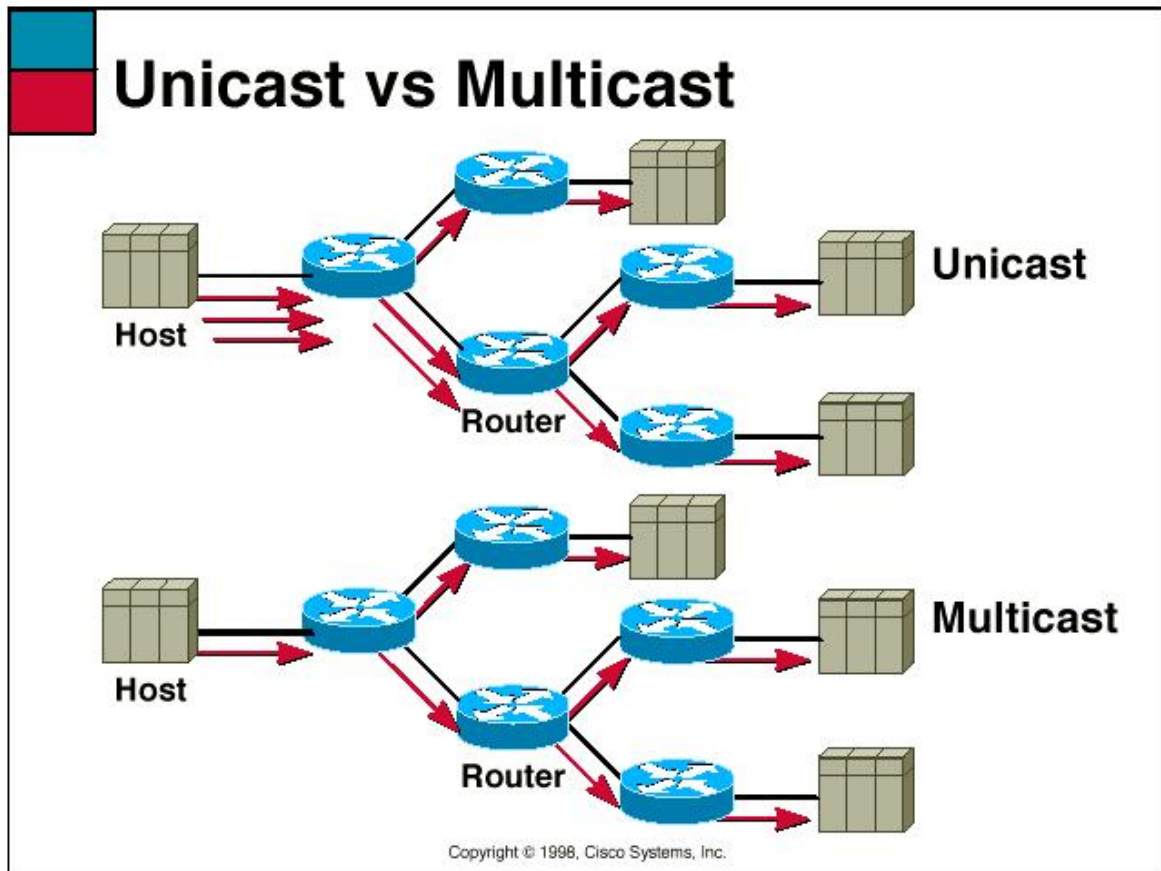 Unicast vs Multicast
Unicast
Host
Router
Multicast
Host
Router
Copyright © 1998, Cisco Systems, Inc.